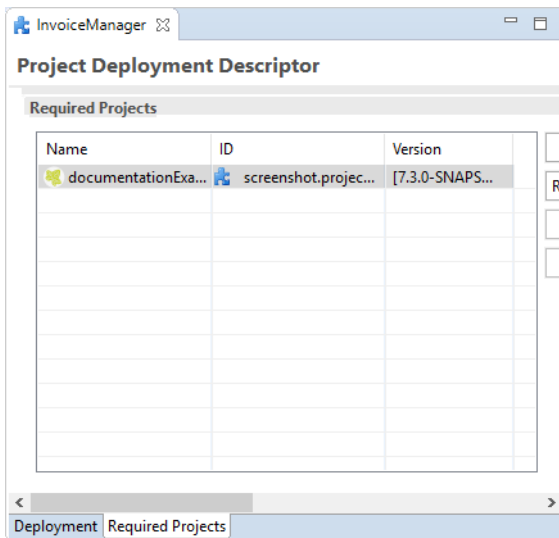 InvoiceManager
Project Deployment Descriptor
Required Projects
Name ID Version
documentationExa... screenshot.projec... [7.3.0-SNAPS...
R
Deployment Required Projects